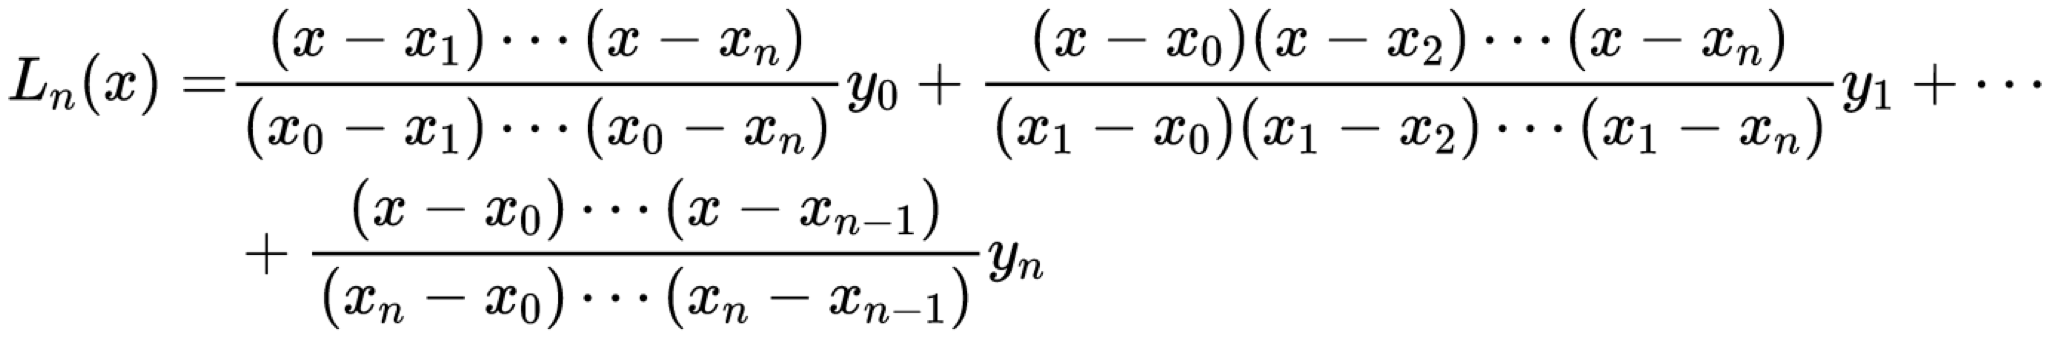 L_n(x) = \frac{(x - x_1) \cdots (x - x_n)}{(x_0 - x_1) \cdots (x_0 - x_n)} y_0 + \frac{(x - x_0)(x - x_2) \cdots (x - x_n)}{(x_1 - x_0)(x_1 - x_2) \cdots (x_1 - x_n)} y_1 + \cdots
+ \frac{(x - x_0) \cdots (x - x_{n-1})}{(x_n - x_0) \cdots (x_n - x_{n-1})} y_n